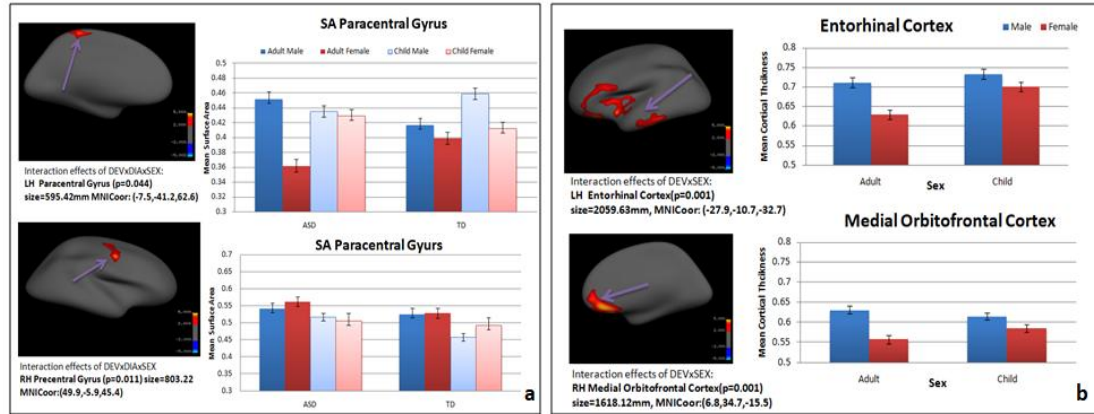 SA Paracentral Gyrus
Adult Male Adult Female Child Male Child Female
Mean Surface Area
0.5
0.48
0.46
0.44
0.42
0.4
0.38
0.36
0.34
0.32
0.3
ASD TD
Interaction effects of DEVxDIAxSEX:
LH Paracentral Gyrus (p=0.044)
size=595.42mm MNICoor: (-7.5,-41.2,62.6)
SA Paracentral Gyurs
Mean Surface Area
0.7
0.65
0.6
0.55
0.5
0.45
0.4
0.35
0.3
ASD TD
Interaction effects of DEVxDIAxSEX
RH Precentral Gyrus (p=0.011) size=803.22
MNICoor:(49.9,-5.9,45.4)
a
Entorhinal Cortex
Male Female
Mean Cortical Thcikness
0.8
0.75
0.7
0.65
0.6
0.55
0.5
Adult Sex Child
Interaction effects of DEVxSEX:
LH Entorhinal Cortex(p=0.001)
size=2059.63mm, MNICoor: (-27.9,-10.7,-32.7)
Medial Orbitofrontal Cortex
Mean Cortical Thcikness
0.8
0.75
0.7
0.65
0.6
0.55
0.5
Adult Sex Child
Interaction effects of DEVxSEX:
RH Medial Orbitofrontal Cortex(p=0.001)
size=1618.12mm, MNICoor:(6.8,34.7,-15.5)
b